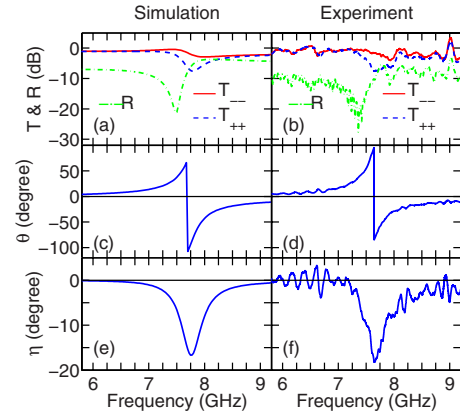 Simulation Experiment
T & R (dB)
0
−10
−20
−30
R
T−−
T++
(a)
R
T−−
T++
(b)
θ (degree)
50
0
−50
−100
(c)
(d)
η (degree)
0
−10
−20
(e)
(f)
6 7 8 9 6 7 8 9
Frequency (GHz) Frequency (GHz)